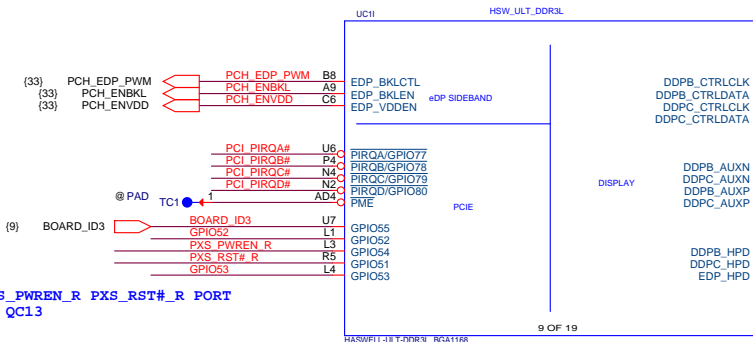 UC1I HSW_ULT_DDR3L
{33} PCH_EDP_PWM PCH_EDP_PWM B8 EDP_BKLCTL DDPB_CTRLCLK
{33} PCH_ENBKL PCH_ENBKL A9 EDP_BKLEN eDP SIDEBAND DDPB_CTRLDATA
{33} PCH_ENVDD PCH_ENVDD C6 EDP_VDDEN DDPC_CTRLCLK
DDPC_CTRLDATA
PCI_PIRQA# U6 PIRQA/GPIO77
PCI_PIRQB# P4 PIRQB/GPIO78 DDPB_AUXN
PCI_PIRQC# N4 PIRQC/GPIO79 DDPC_AUXN
PCI_PIRQD# N2 PIRQD/GPIO80 DISPLAY DDPB_AUXP
@ PAD TC1 1 AD4 PME PCIE DDPC_AUXP
{9} BOARD_ID3 BOARD_ID3 U7 GPIO55
GPIO52 L1 GPIO52
PXS_PWREN_R L3 GPIO54 DDPB_HPD
PXS_RST#_R R5 GPIO51 DDPC_HPD
GPIO53 L4 GPIO53 EDP_HPD
S_PWREN_R PXS_RST#_R PORT
QC13
9 OF 19
HASWELL-ULT-DDR3L_BGA1168